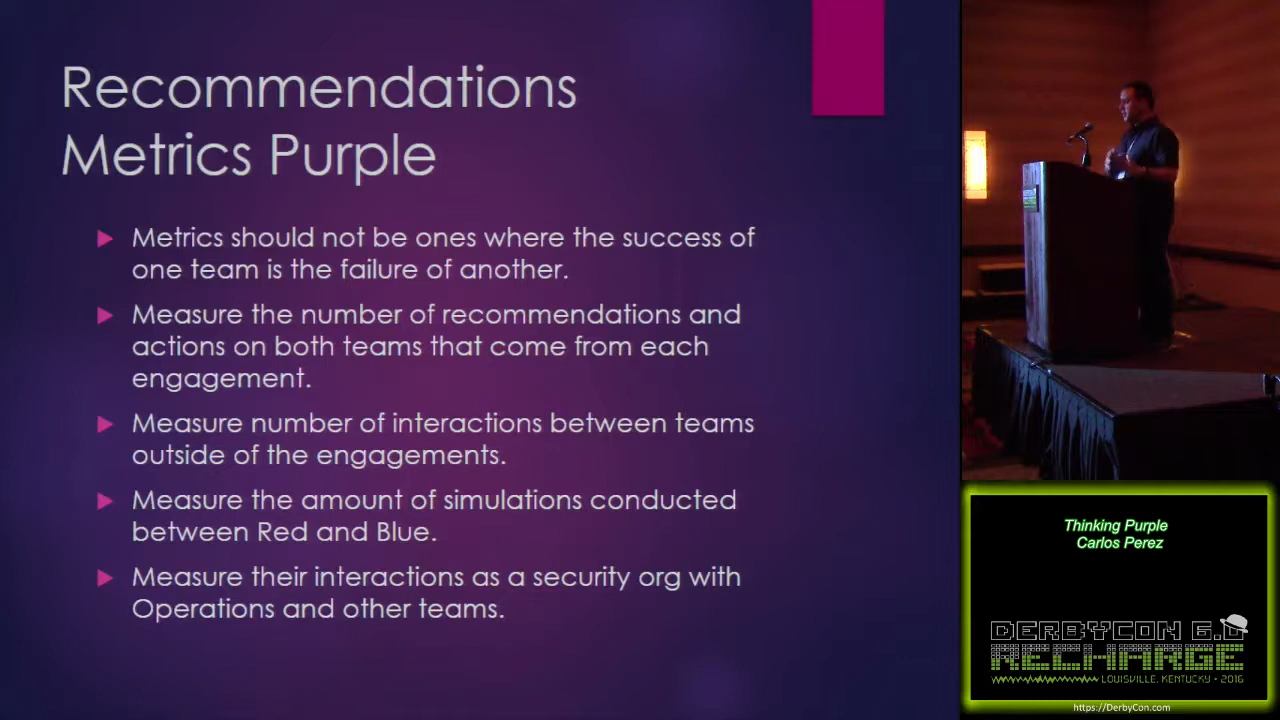 Recommendations
Metrics Purple
Metrics should not be ones where the success of
one team is the failure of another.
Measure the number of recommendations and
actions on both teams that come from each
engagement.
Measure number of interactions between teams
outside of the engagements.
Measure the amount of simulations conducted
between Red and Blue.
Measure their interactions as a security org with
Operations and other teams.
Thinking Purple
Carlos Perez
DERBYCON 6.0
RECHARGE
LOUISVILLE, KENTUCKY • 2016
https://DerbyCon.com